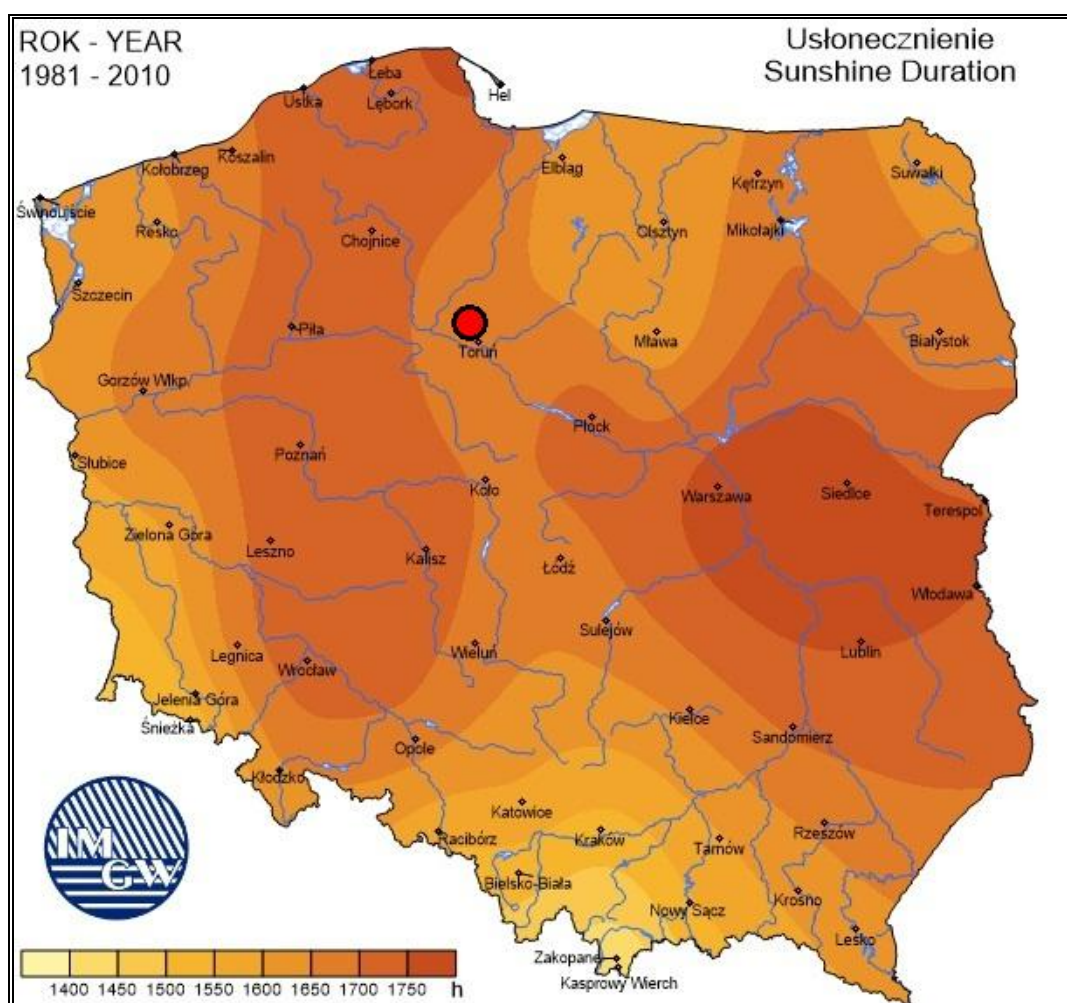 ROK - YEAR
1981 - 2010
Usłonecznienie
Sunshine Duration
Łeba
Hel
Ustka
Lębork
Koszalin
Kołobrzeg
Elbląg
Kętrzyn
Suwałki
Świnoujście
Resko
Chojnice
Olsztyn
Mikołajki
Szczecin
Piła
Toruń
Mława
Białystok
Gorzów Wlkp.
Płock
Słubice
Poznań
Koło
Warszawa
Siedlce
Terespol
Zielona Góra
Leszno
Kalisz
Łódź
Włodawa
Sulejów
Legnica
Wrocław
Wieluń
Lublin
Jelenia Góra
Śnieżka
Opole
Kielce
Sandomierz
Kłodzko
Katowice
Racibórz
Kraków
Tarnów
Rzeszów
Bielsko-Biała
Nowy Sącz
Krosno
Lesko
Zakopane
Kasprowy Wierch
IM
GW
1400 1450 1500 1550 1600 1650 1700 1750 h